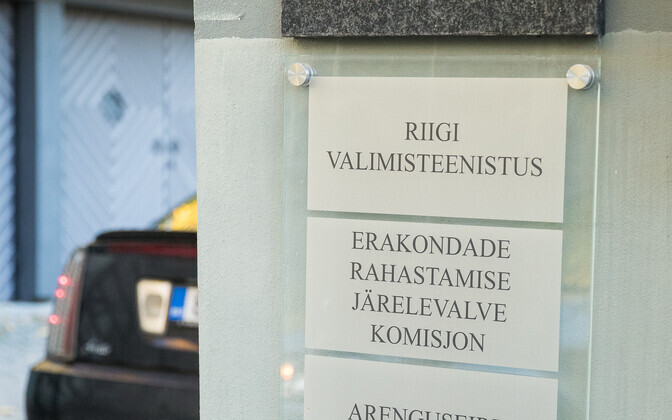 RIIGI
VALIMISTEENISTUS
ERAKONDADE
RAHASTAMISE
JÄRELEVALVE
KOMISJON